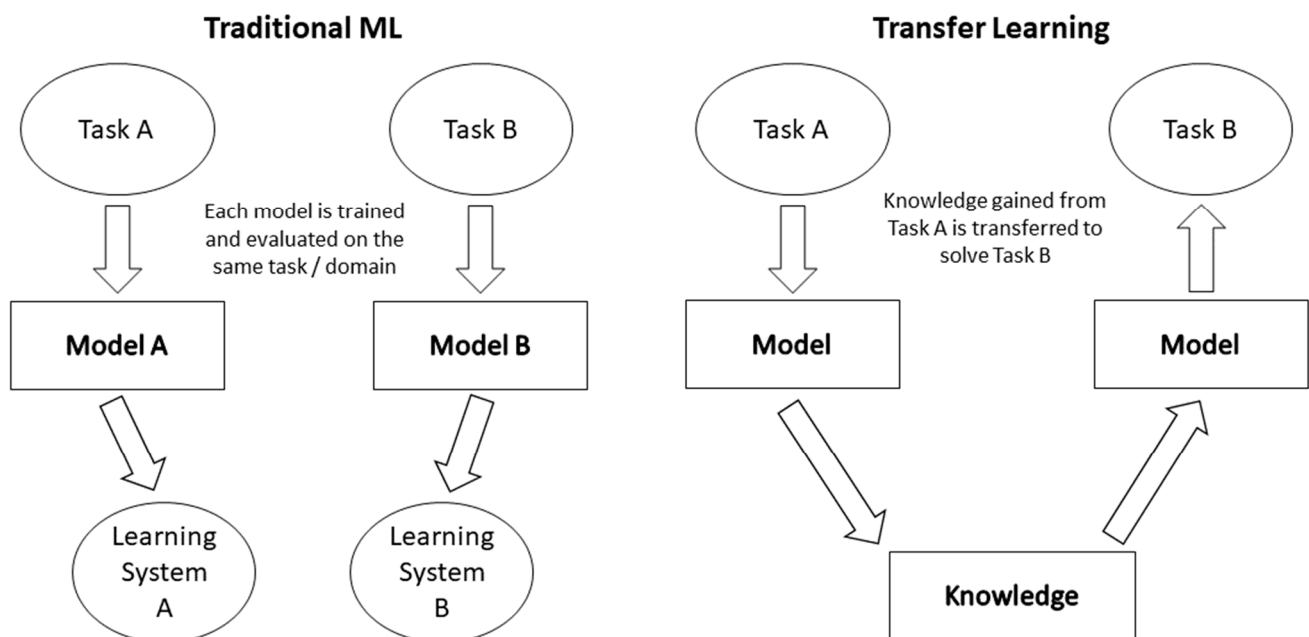 Traditional ML
Task A
Task B
Each model is trained
and evaluated on the
same task / domain
Model A
Model B
Learning
System
A
Learning
System
B
Transfer Learning
Task A
Task B
Knowledge gained from
Task A is transferred to
solve Task B
Model
Model
Knowledge